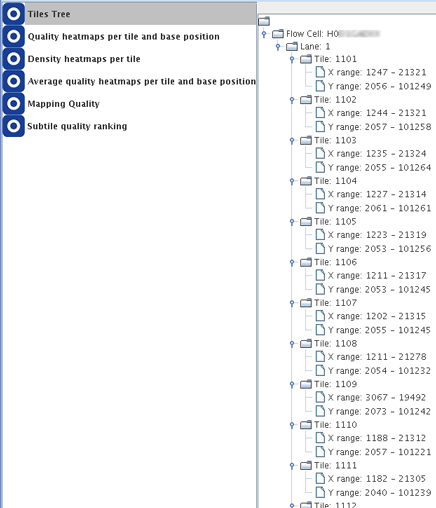 Tiles Tree
Quality heatmaps per tile and base position
Density heatmaps per tile
Average quality heatmaps per tile and base position
Mapping Quality
Subtile quality ranking
Flow Cell: H0
Lane: 1
Tile: 1101
X range: 1247 - 21321
Y range: 2056 - 101249
Tile: 1102
X range: 1244 - 21321
Y range: 2057 - 101258
Tile: 1103
X range: 1235 - 21324
Y range: 2055 - 101264
Tile: 1104
X range: 1227 - 21314
Y range: 2061 - 101261
Tile: 1105
X range: 1223 - 21319
Y range: 2053 - 101256
Tile: 1106
X range: 1211 - 21317
Y range: 2053 - 101245
Tile: 1107
X range: 1202 - 21315
Y range: 2055 - 101245
Tile: 1108
X range: 1211 - 21278
Y range: 2054 - 101232
Tile: 1109
X range: 3067 - 19492
Y range: 2073 - 101242
Tile: 1110
X range: 1188 - 21312
Y range: 2057 - 101221
Tile: 1111
X range: 1182 - 21305
Y range: 2040 - 101239
Tile: 1112